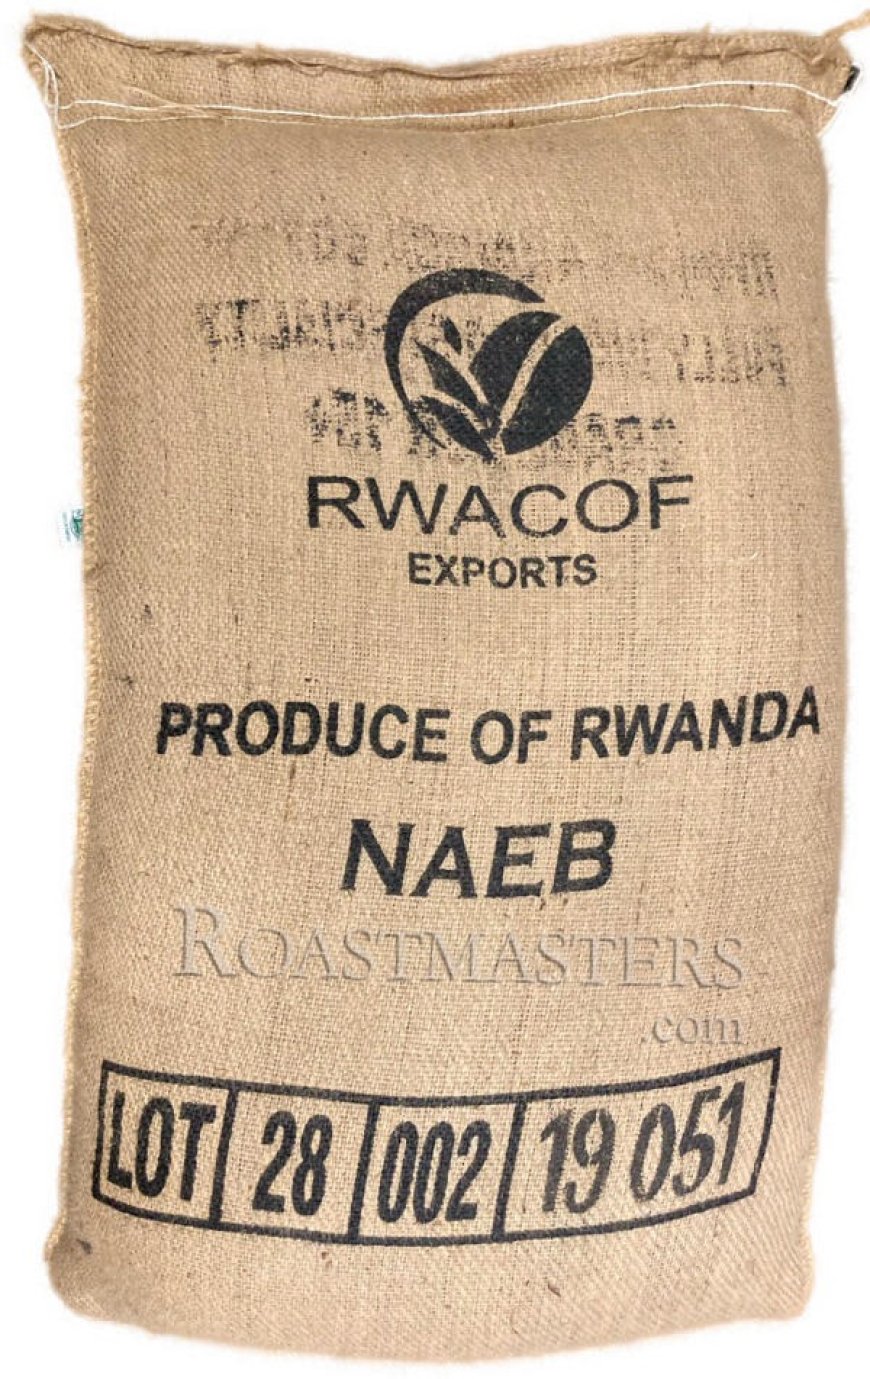 RWACOF
EXPORTS
PRODUCE OF RWANDA
NAEB
ROASTMASTERS
.com
LOT 28 002 19 051